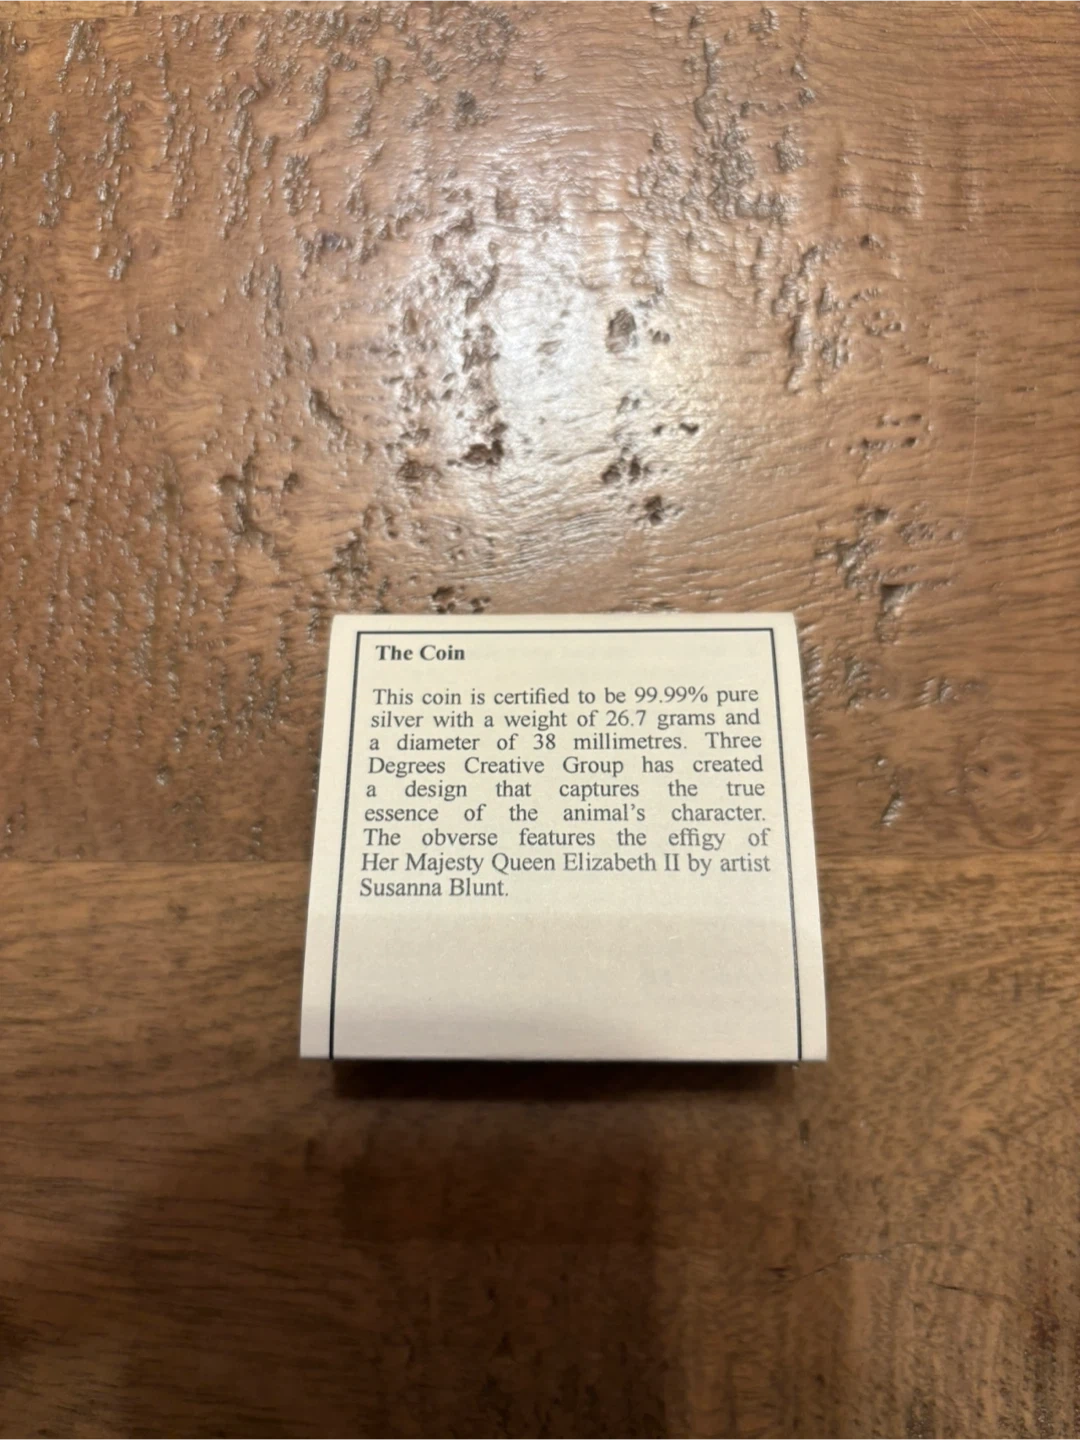 The Coin
This coin is certified to be 99.99% pure
silver with a weight of 26.7 grams and
a diameter of 38 millimetres. Three
Degrees Creative Group has created
a design that captures the true
essence of the animal's character.
The obverse features the effigy of
Her Majesty Queen Elizabeth II by artist
Susanna Blunt.